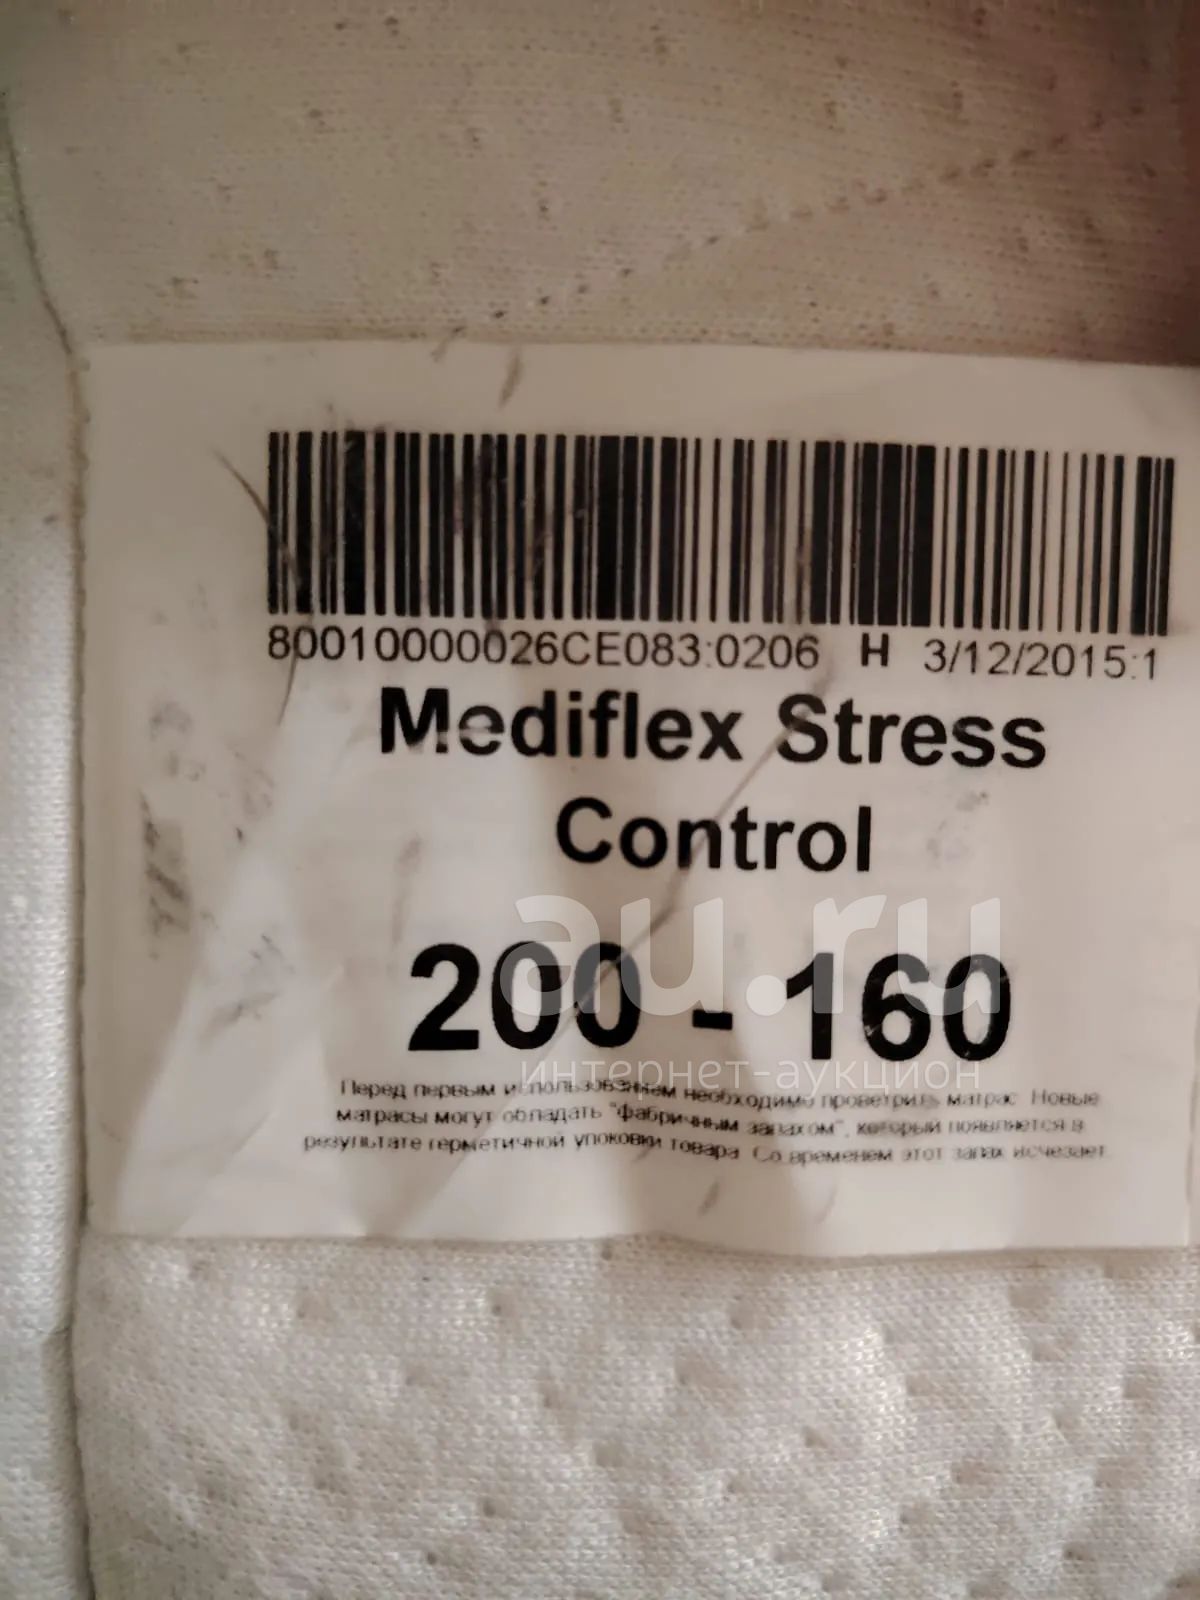 80010000026CE083:0206 H 3/12/2015:1
Mediflex Stress
Control
200 - 160
au.ru
интернет-аукцион
Перед первым использованием необходимо проветрить матрас. Новые
матрасы могут обладать "фабричным запахом", который появляется в
результате герметичной упоковки товара. Со временем этот запах исчезает.